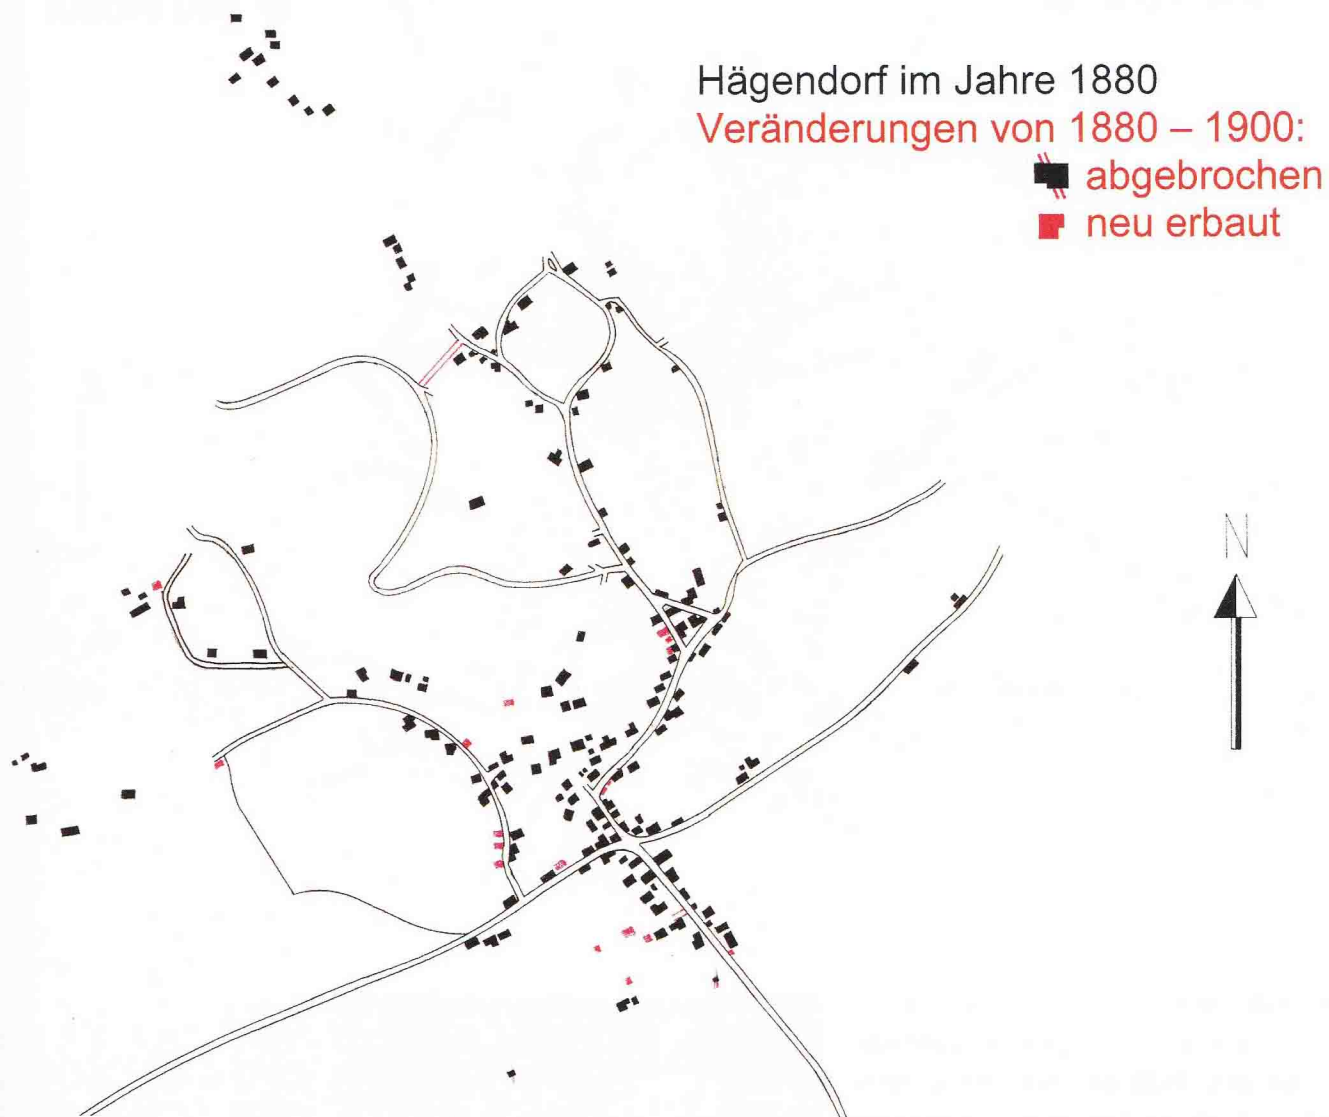 Hägendorf im Jahre 1880
Veränderungen von 1880 – 1900:
abgebrochen
neu erbaut
N